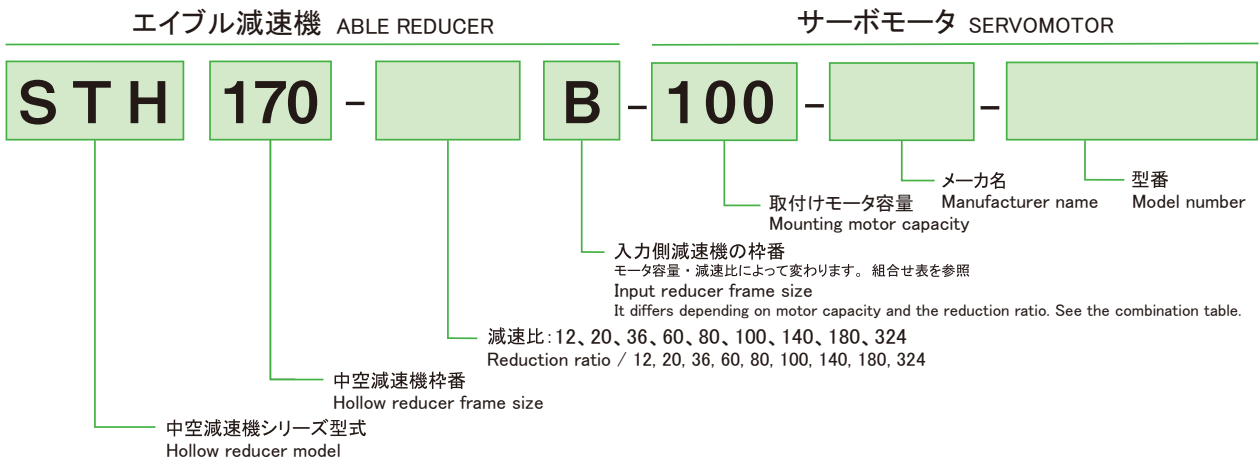 エイブル減速機 ABLE REDUCER
サーボモータ SERVOMOTOR
STH 170 - B - 100 - -
メーカ名
Manufacturer name
型番
Model number
取付けモータ容量
Mounting motor capacity
入力側減速機の枠番
モータ容量・減速比によって変わります。 組合せ表を参照
Input reducer frame size
It differs depending on motor capacity and the reduction ratio. See the combination table.
減速比：12、20、36、60、80、100、140、180、324
Reduction ratio / 12, 20, 36, 60, 80, 100, 140, 180, 324
中空減速機枠番
Hollow reducer frame size
中空減速機シリーズ型式
Hollow reducer model